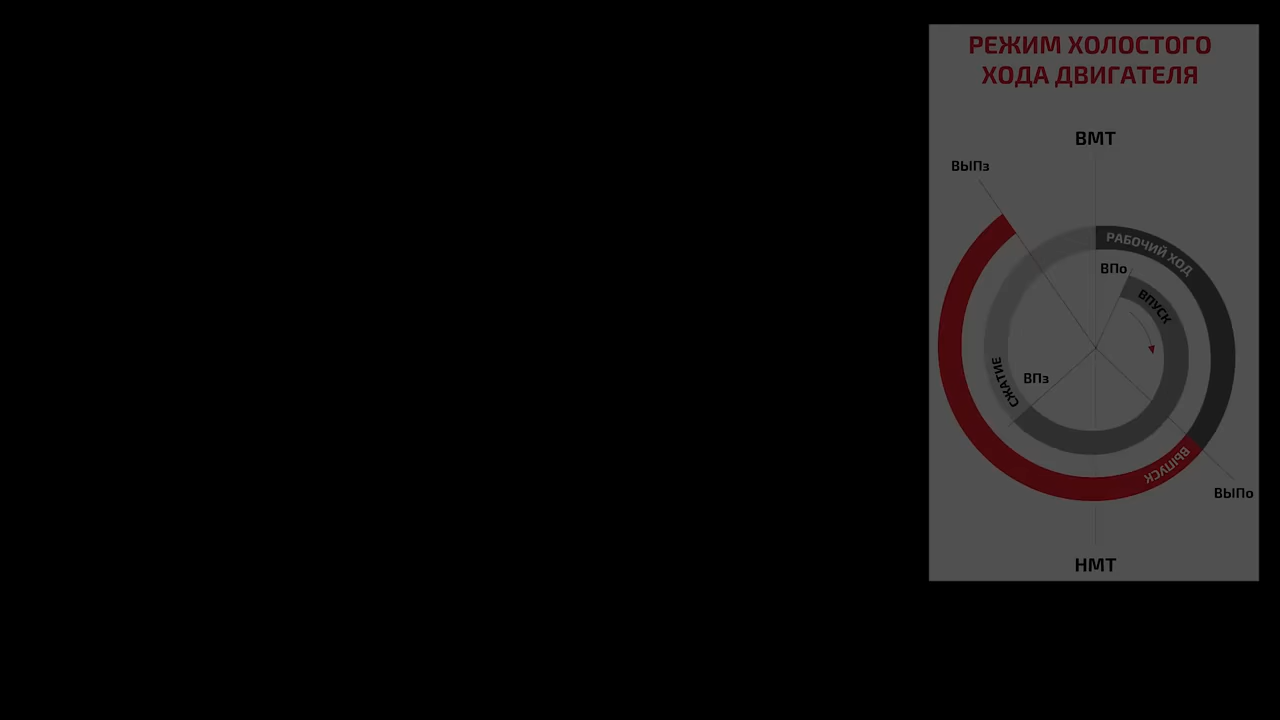 РЕЖИМ ХОЛОСТОГО
ХОДА ДВИГАТЕЛЯ
ВМТ
ВЫПз
РАБОЧИЙ ХОД
ВПо
ВПУСК
СЖАТИЕ
ВПз
ВЫПУСК
ВЫПо
НМТ